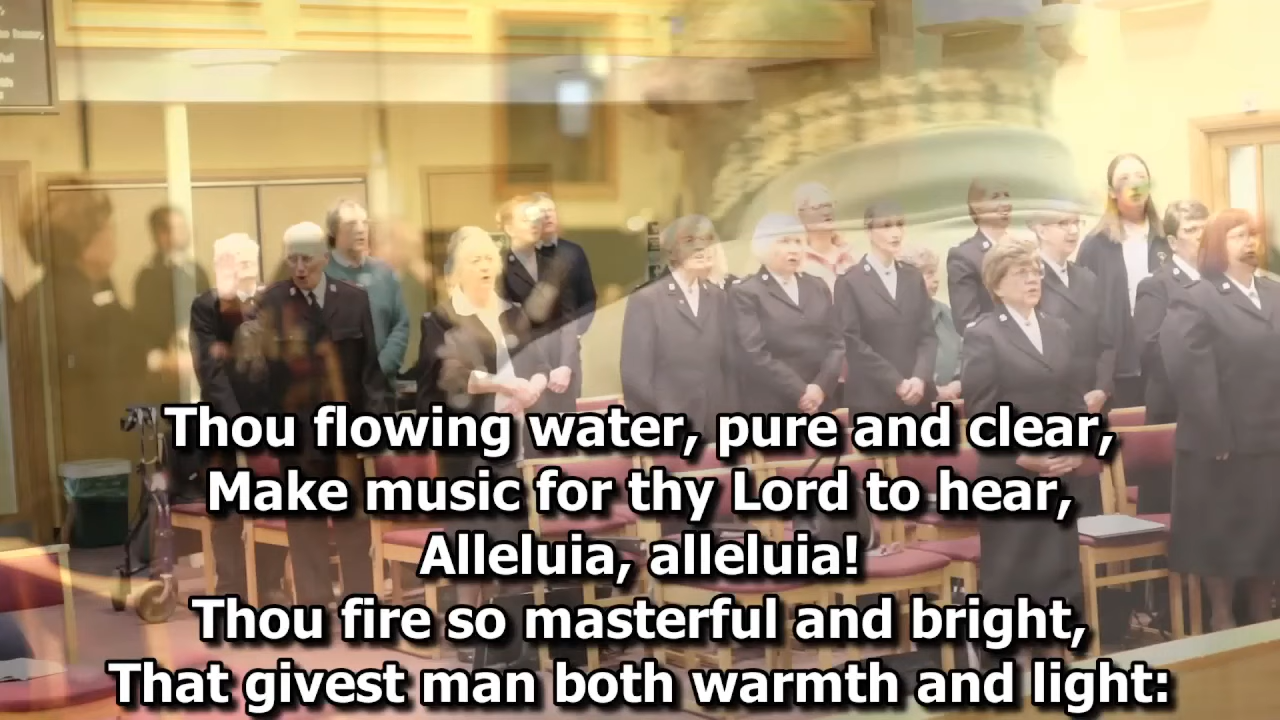 Thou flowing water, pure and clear,
Make music for thy Lord to hear,
Alleluia, alleluia!
Thou fire so masterful and bright,
That givest man both warmth and light: